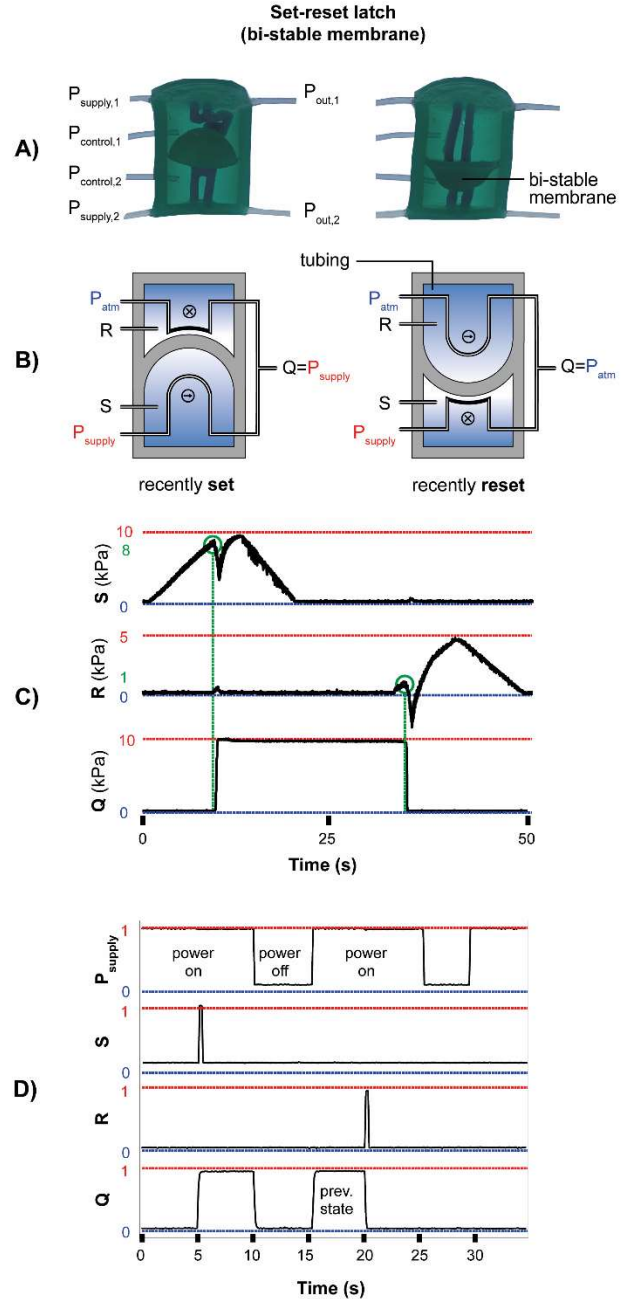 Set-reset latch
(bi-stable membrane)
A)
Psupply,1
Pcontrol,1
Pcontrol,2
Psupply,2
Pout,1
Pout,2
bi-stable
membrane
B)
tubing
Patm
R
S
Psupply
Q=Psupply
recently set
Patm
R
S
Psupply
Q=Patm
recently reset
C)
S (kPa)
10
8
0
R (kPa)
5
1
0
Q (kPa)
10
0
0 25 50
Time (s)
D)
Psupply
1
0
power on
power off
power on
S
1
0
R
1
0
Q
1
0
prev. state
0 5 10 15 20 25 30
Time (s)